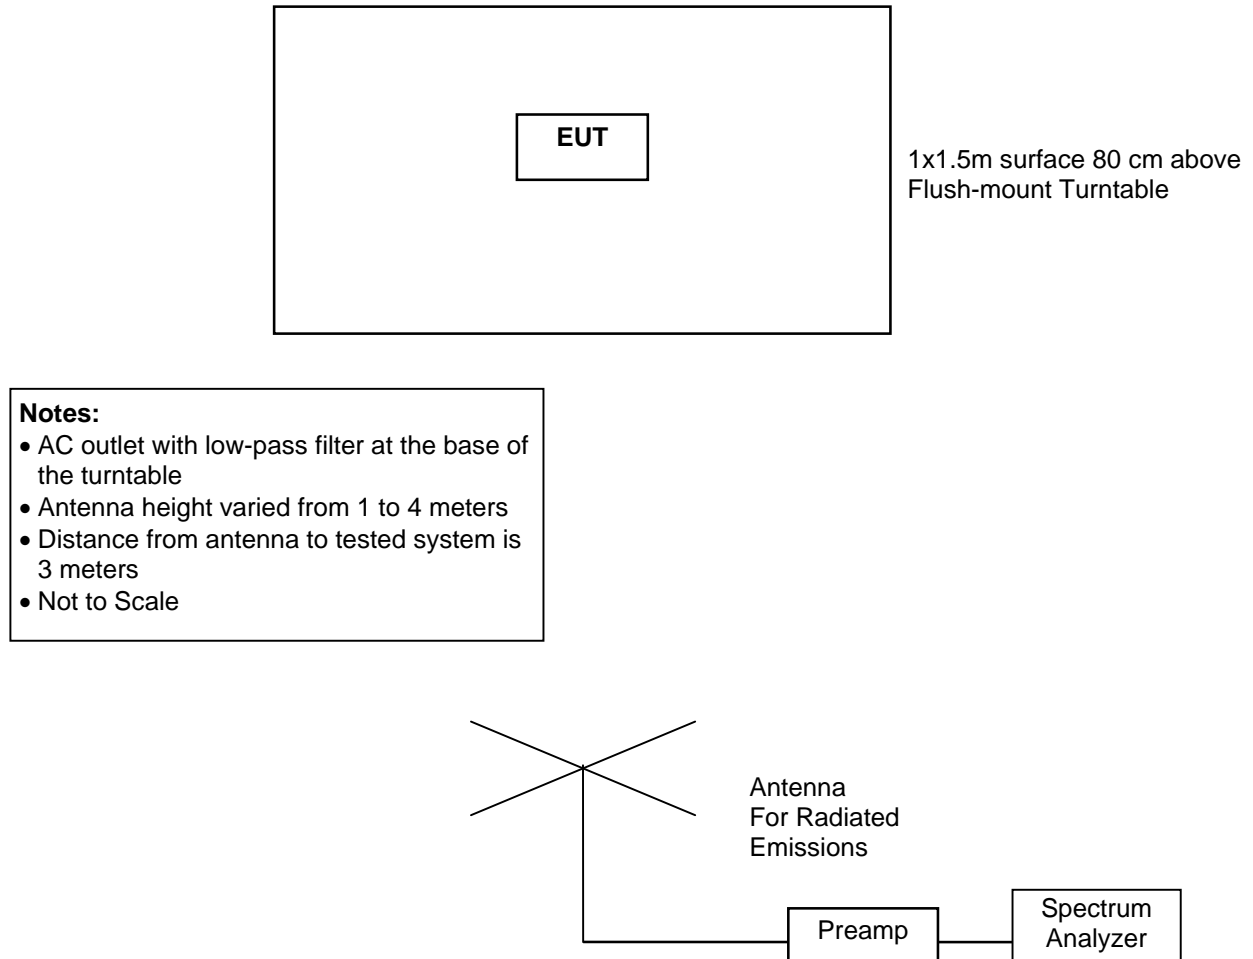 EUT
1x1.5m surface 80 cm above
Flush-mount Turntable
Notes:
• AC outlet with low-pass filter at the base of
the turntable
• Antenna height varied from 1 to 4 meters
• Distance from antenna to tested system is
3 meters
• Not to Scale
Antenna
For Radiated
Emissions
Preamp
Spectrum
Analyzer